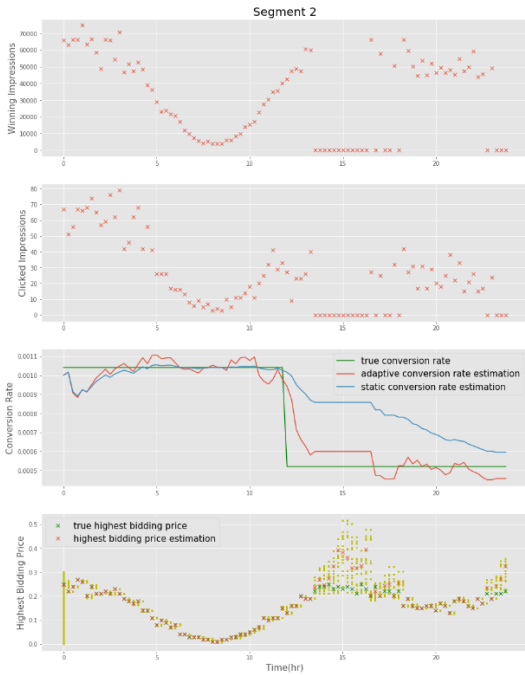 Segment 2
Winning Impressions
70000
60000
50000
40000
30000
20000
10000
0
0 5 10 15 20
Clicked Impressions
80
70
60
50
40
30
20
10
0
0 5 10 15 20
Conversion Rate
0.0011
0.0010
0.0009
0.0008
0.0007
0.0006
0.0005
true conversion rate
adaptive conversion rate estimation
static conversion rate estimation
0 5 10 15 20
Highest Bidding Price
0.5
0.4
0.3
0.2
0.1
0.0
true highest bidding price
highest bidding price estimation
0 5 10 15 20
Time(hr)